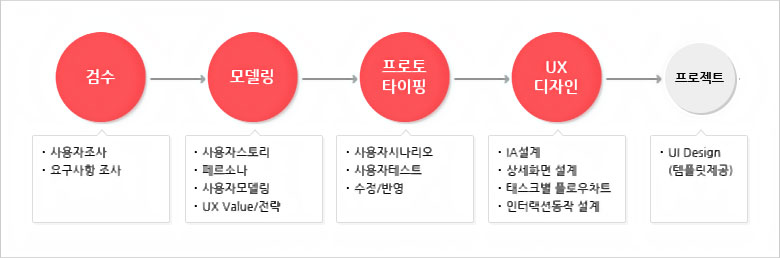 검수
모델링
프로토
타이핑
UX
디자인
프로젝트
· 사용자조사
· 요구사항 조사
· 사용자스토리
· 페르소나
· 사용자모델링
· UX Value/전략
· 사용자시나리오
· 사용자테스트
· 수정/반영
· IA설계
· 상세화면 설계
· 태스크별 플로우차트
· 인터랙션동작 설계
· UI Design
(템플릿제공)